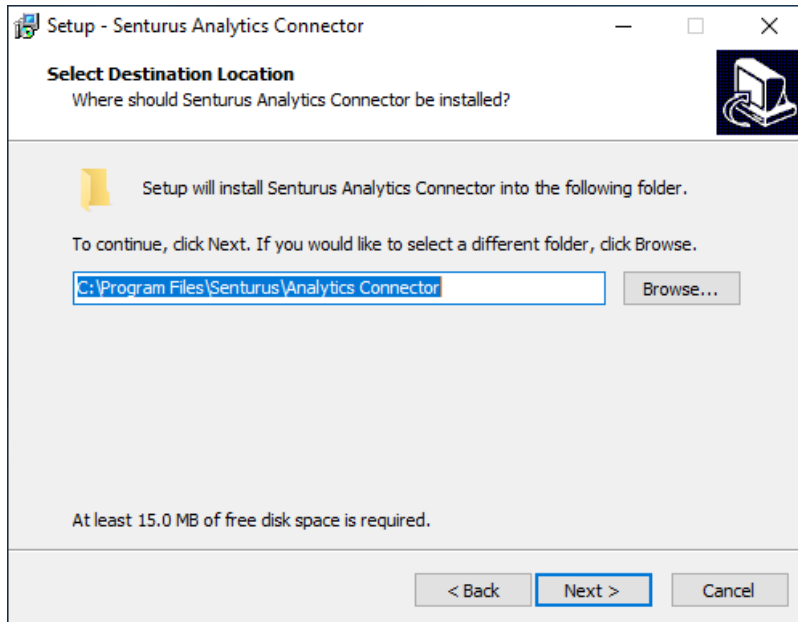 Setup - Senturus Analytics Connector
Select Destination Location
Where should Senturus Analytics Connector be installed?
Setup will install Senturus Analytics Connector into the following folder.
To continue, click Next. If you would like to select a different folder, click Browse.
C:\Program Files\Senturus\Analytics Connector
Browse...
At least 15.0 MB of free disk space is required.
< Back
Next >
Cancel